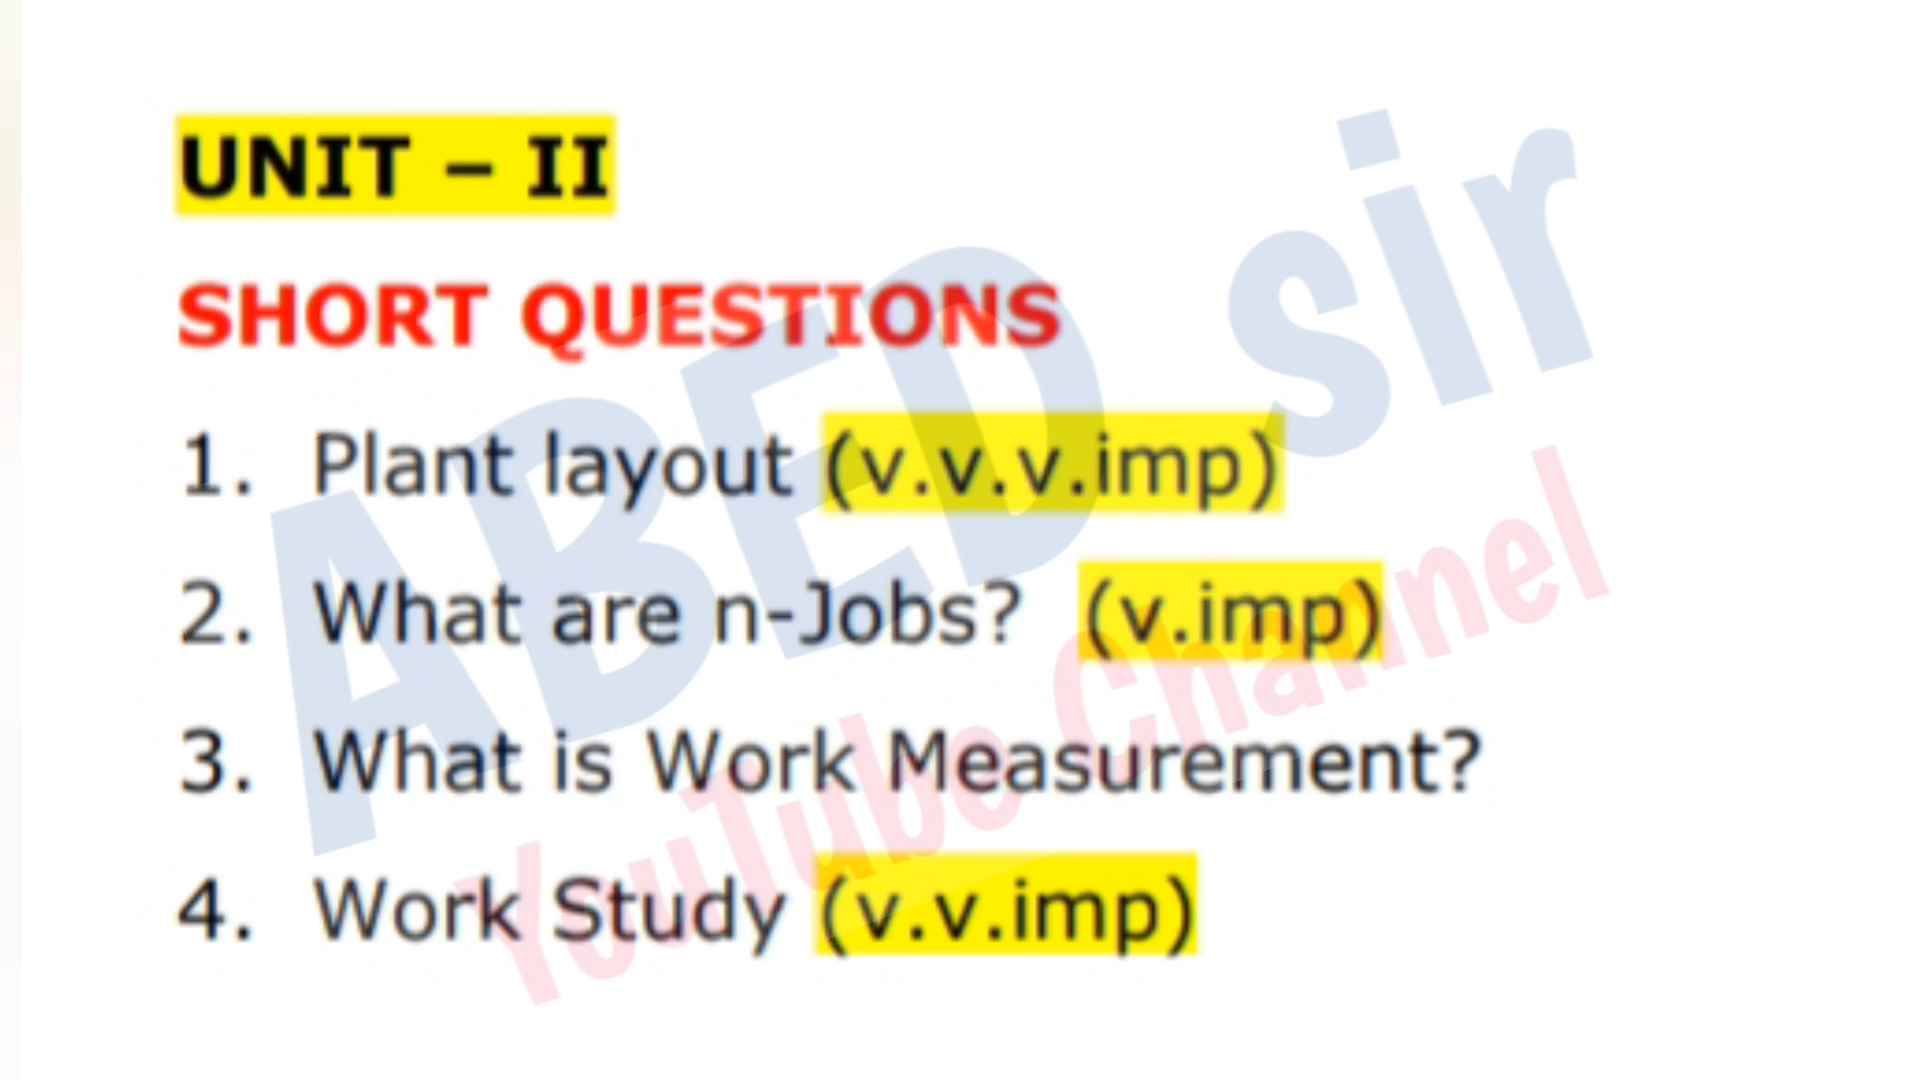 UNIT – II
SHORT QUESTIONS
1. Plant layout (v.v.v.imp)
2. What are n-Jobs? (v.imp)
3. What is Work Measurement?
4. Work Study (v.v.imp)
ABED sir
YouTube Channel